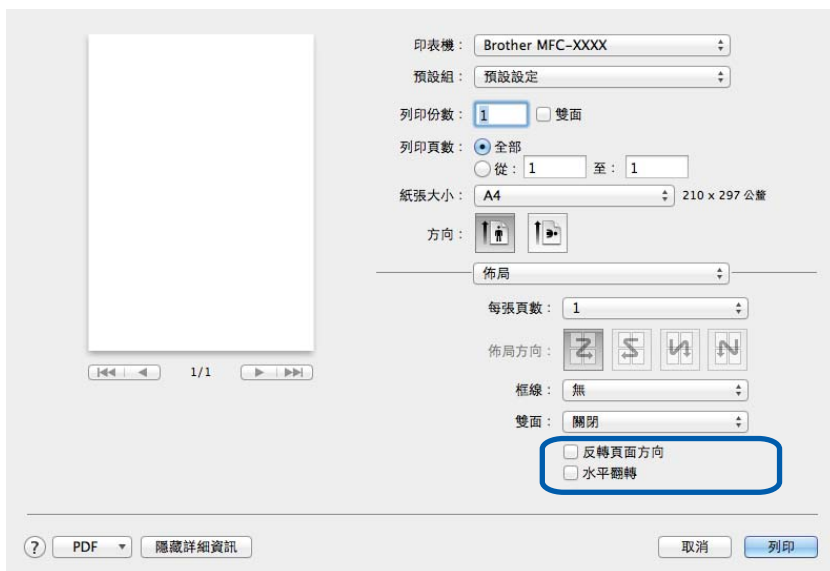 印表機： Brother MFC-XXXX
預設組： 預設設定
列印份數： 1 雙面
列印頁數： 全部
從： 1 至： 1
紙張大小： A4 210 x 297 公釐
方向：
佈局
每張頁數： 1
佈局方向：
框線： 無
雙面： 關閉
反轉頁面方向
水平翻轉
1/1
? PDF 隱藏詳細資訊 取消 列印